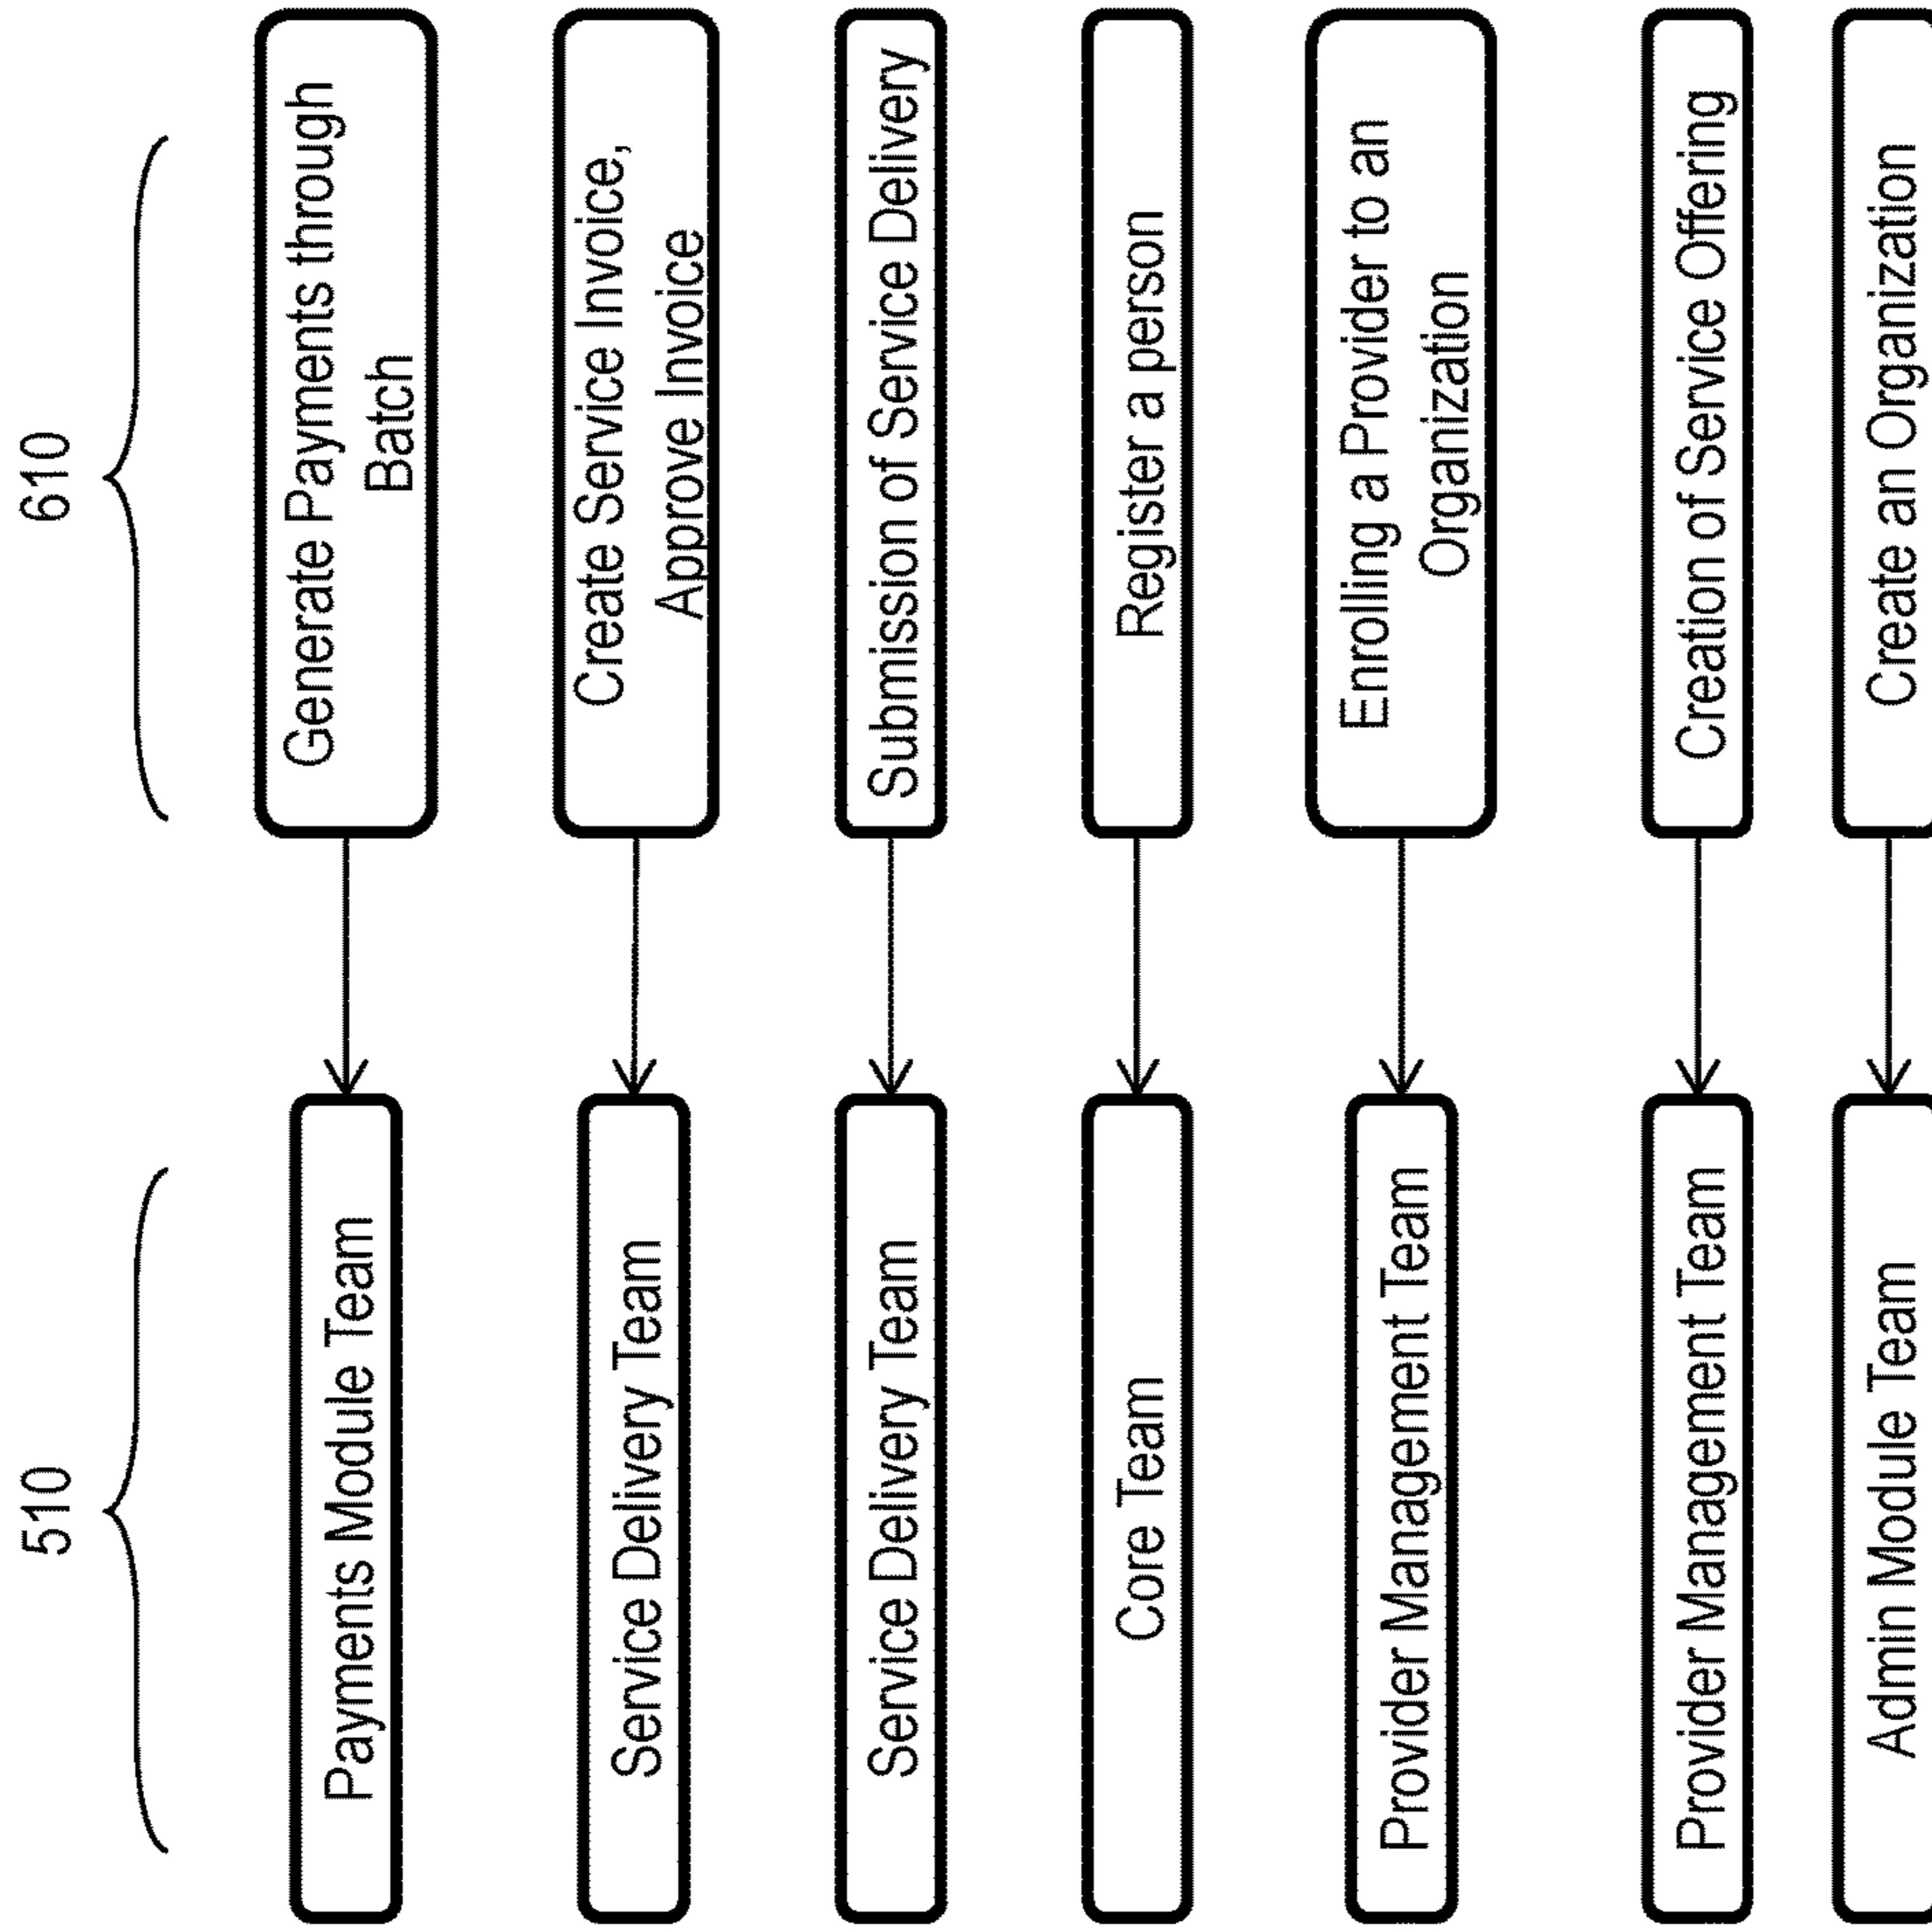 510
610
Payments Module Team
Generate Payments through
Batch
Service Delivery Team
Create Service Invoice,
Approve Invoice
Service Delivery Team
Submission of Service Delivery
Core Team
Register a person
Provider Management Team
Enrolling a Provider to an
Organization
Provider Management Team
Creation of Service Offering
Admin Module Team
Create an Organization